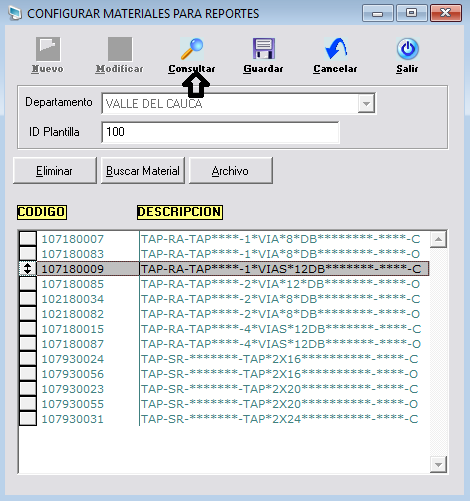 CONFIGURAR MATERIALES PARA REPORTES
Nuevo Modificar Consultar Guardar Cancelar Salir
Departamento VALLE DEL CAUCA
ID Plantilla 100
Eliminar Buscar Material Archivo
CODIGO DESCRIPCION
107180007 TAP-RA-TAP****-1*VIA*8*DB*******-****-C
107180083 TAP-RA-TAP****-1*VIA*8*DB*******-****-O
107180009 TAP-RA-TAP****-1*VIAS*12DB*******-****-C
107180085 TAP-RA-TAP****-2*VIA*12*DB*******-****-O
102180034 TAP-RA-TAP****-2*VIAS*8*DB*******-****-C
102180082 TAP-RA-TAP****-2*VIAS*8*DB*******-****-O
107180015 TAP-RA-TAP****-4*VIAS*12DB*******-****-C
107180087 TAP-RA-TAP****-4*VIAS*12DB*******-****-O
107930024 TAP-SR-*******-TAP*2X16**********-****-C
107930056 TAP-SR-*******-TAP*2X16**********-****-O
107930023 TAP-SR-*******-TAP*2X20**********-****-C
107930055 TAP-SR-*******-TAP*2X20**********-****-O
107930031 TAP-SR-*******-TAP*2X24**********-****-C